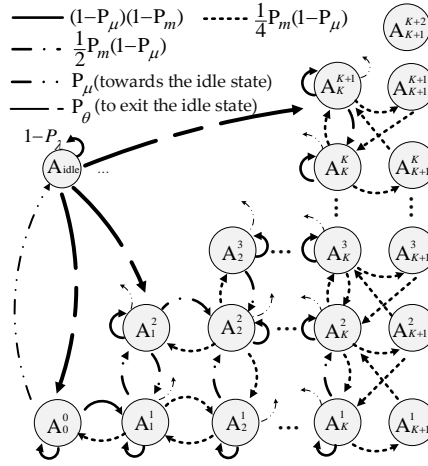 (1-P_μ)(1-P_m) 1/4 P_m(1-P_μ)
1/2 P_m(1-P_μ)
P_μ(towards the idle state)
P_θ(to exit the idle state)
A_{K+1}^{K+2}
A_K^{K+1} A_{K+1}^{K+1}
1-P_λ
A_idle ...
A_K^K A_{K+1}^K
⋮ ⋮
A_2^3 ... A_K^3 A_{K+1}^3
A_1^2 A_2^2 ... A_K^2 A_{K+1}^2
A_0^0 A_1^1 A_2^1 ... A_K^1 A_{K+1}^1